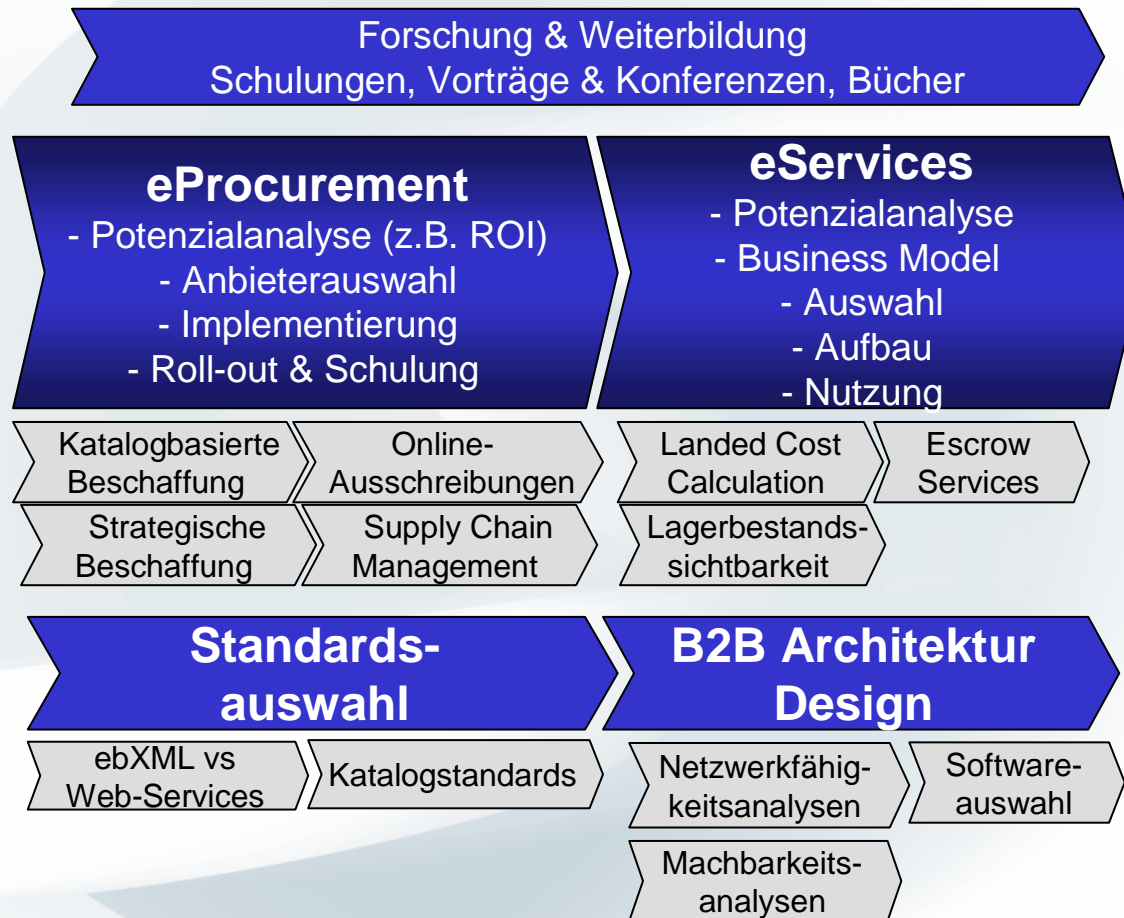 Forschung & Weiterbildung
Schulungen, Vorträge & Konferenzen, Bücher
eProcurement
- Potenzialanalyse (z.B. ROI)
- Anbieterauswahl
- Implementierung
- Roll-out & Schulung
eServices
- Potenzialanalyse
- Business Model
- Auswahl
- Aufbau
- Nutzung
Katalogbasierte
Beschaffung
Online-
Ausschreibungen
Landed Cost
Calculation
Escrow
Services
Strategische
Beschaffung
Supply Chain
Management
Lagerbestands-
sichtbarkeit
Standards-
auswahl
B2B Architektur
Design
ebXML vs
Web-Services
Katalogstandards
Netzwerkfähig-
keitsanalysen
Software-
auswahl
Machbarkeits-
analysen